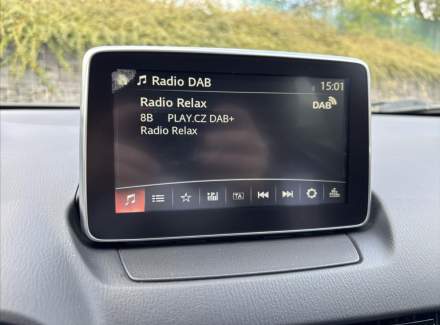 Radio DAB 15:01
Radio Relax DAB
8B PLAY.CZ DAB+
Radio Relax
TA